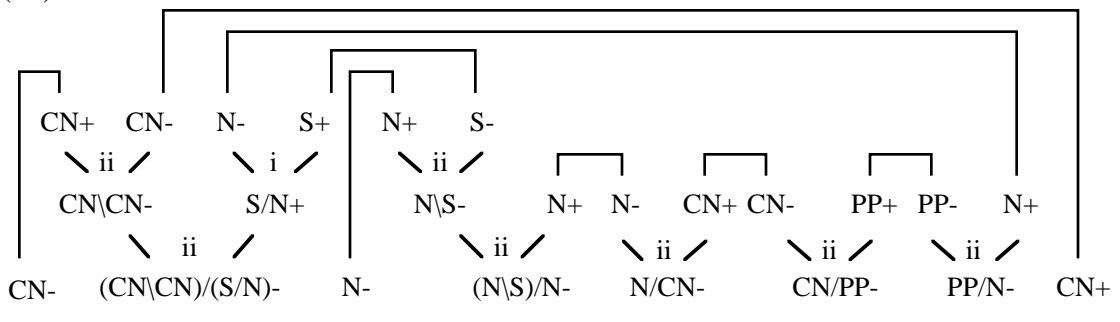 CN+ CN- N- S+ N+ S-
ii i ii
CN\CN- S/N+ N\S- N+ N- CN+ CN- PP+ PP- N+
ii ii ii ii ii
CN- (CN\CN)/(S/N)- N- (N\S)/N- N/CN- CN/PP- PP/N- CN+